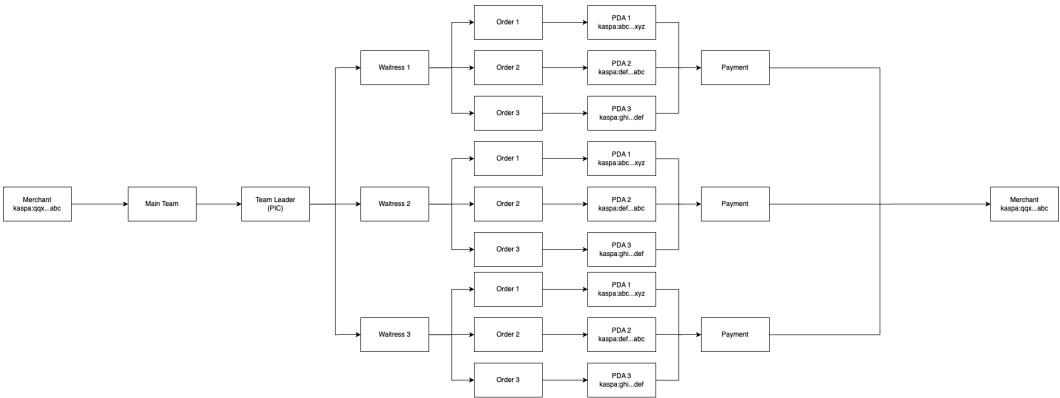 Merchant
kaspa:qqx...abc
Main Team
Team Leader
(PIC)
Waitress 1
Order 1
PDA 1
kaspa:abc...xyz
Order 2
PDA 2
kaspa:def...abc
Order 3
PDA 3
kaspa:ghi...def
Payment
Waitress 2
Order 1
PDA 1
kaspa:abc...xyz
Order 2
PDA 2
kaspa:def...abc
Order 3
PDA 3
kaspa:ghi...def
Payment
Waitress 3
Order 1
PDA 1
kaspa:abc...xyz
Order 2
PDA 2
kaspa:def...abc
Order 3
PDA 3
kaspa:ghi...def
Payment
Merchant
kaspa:qqx...abc